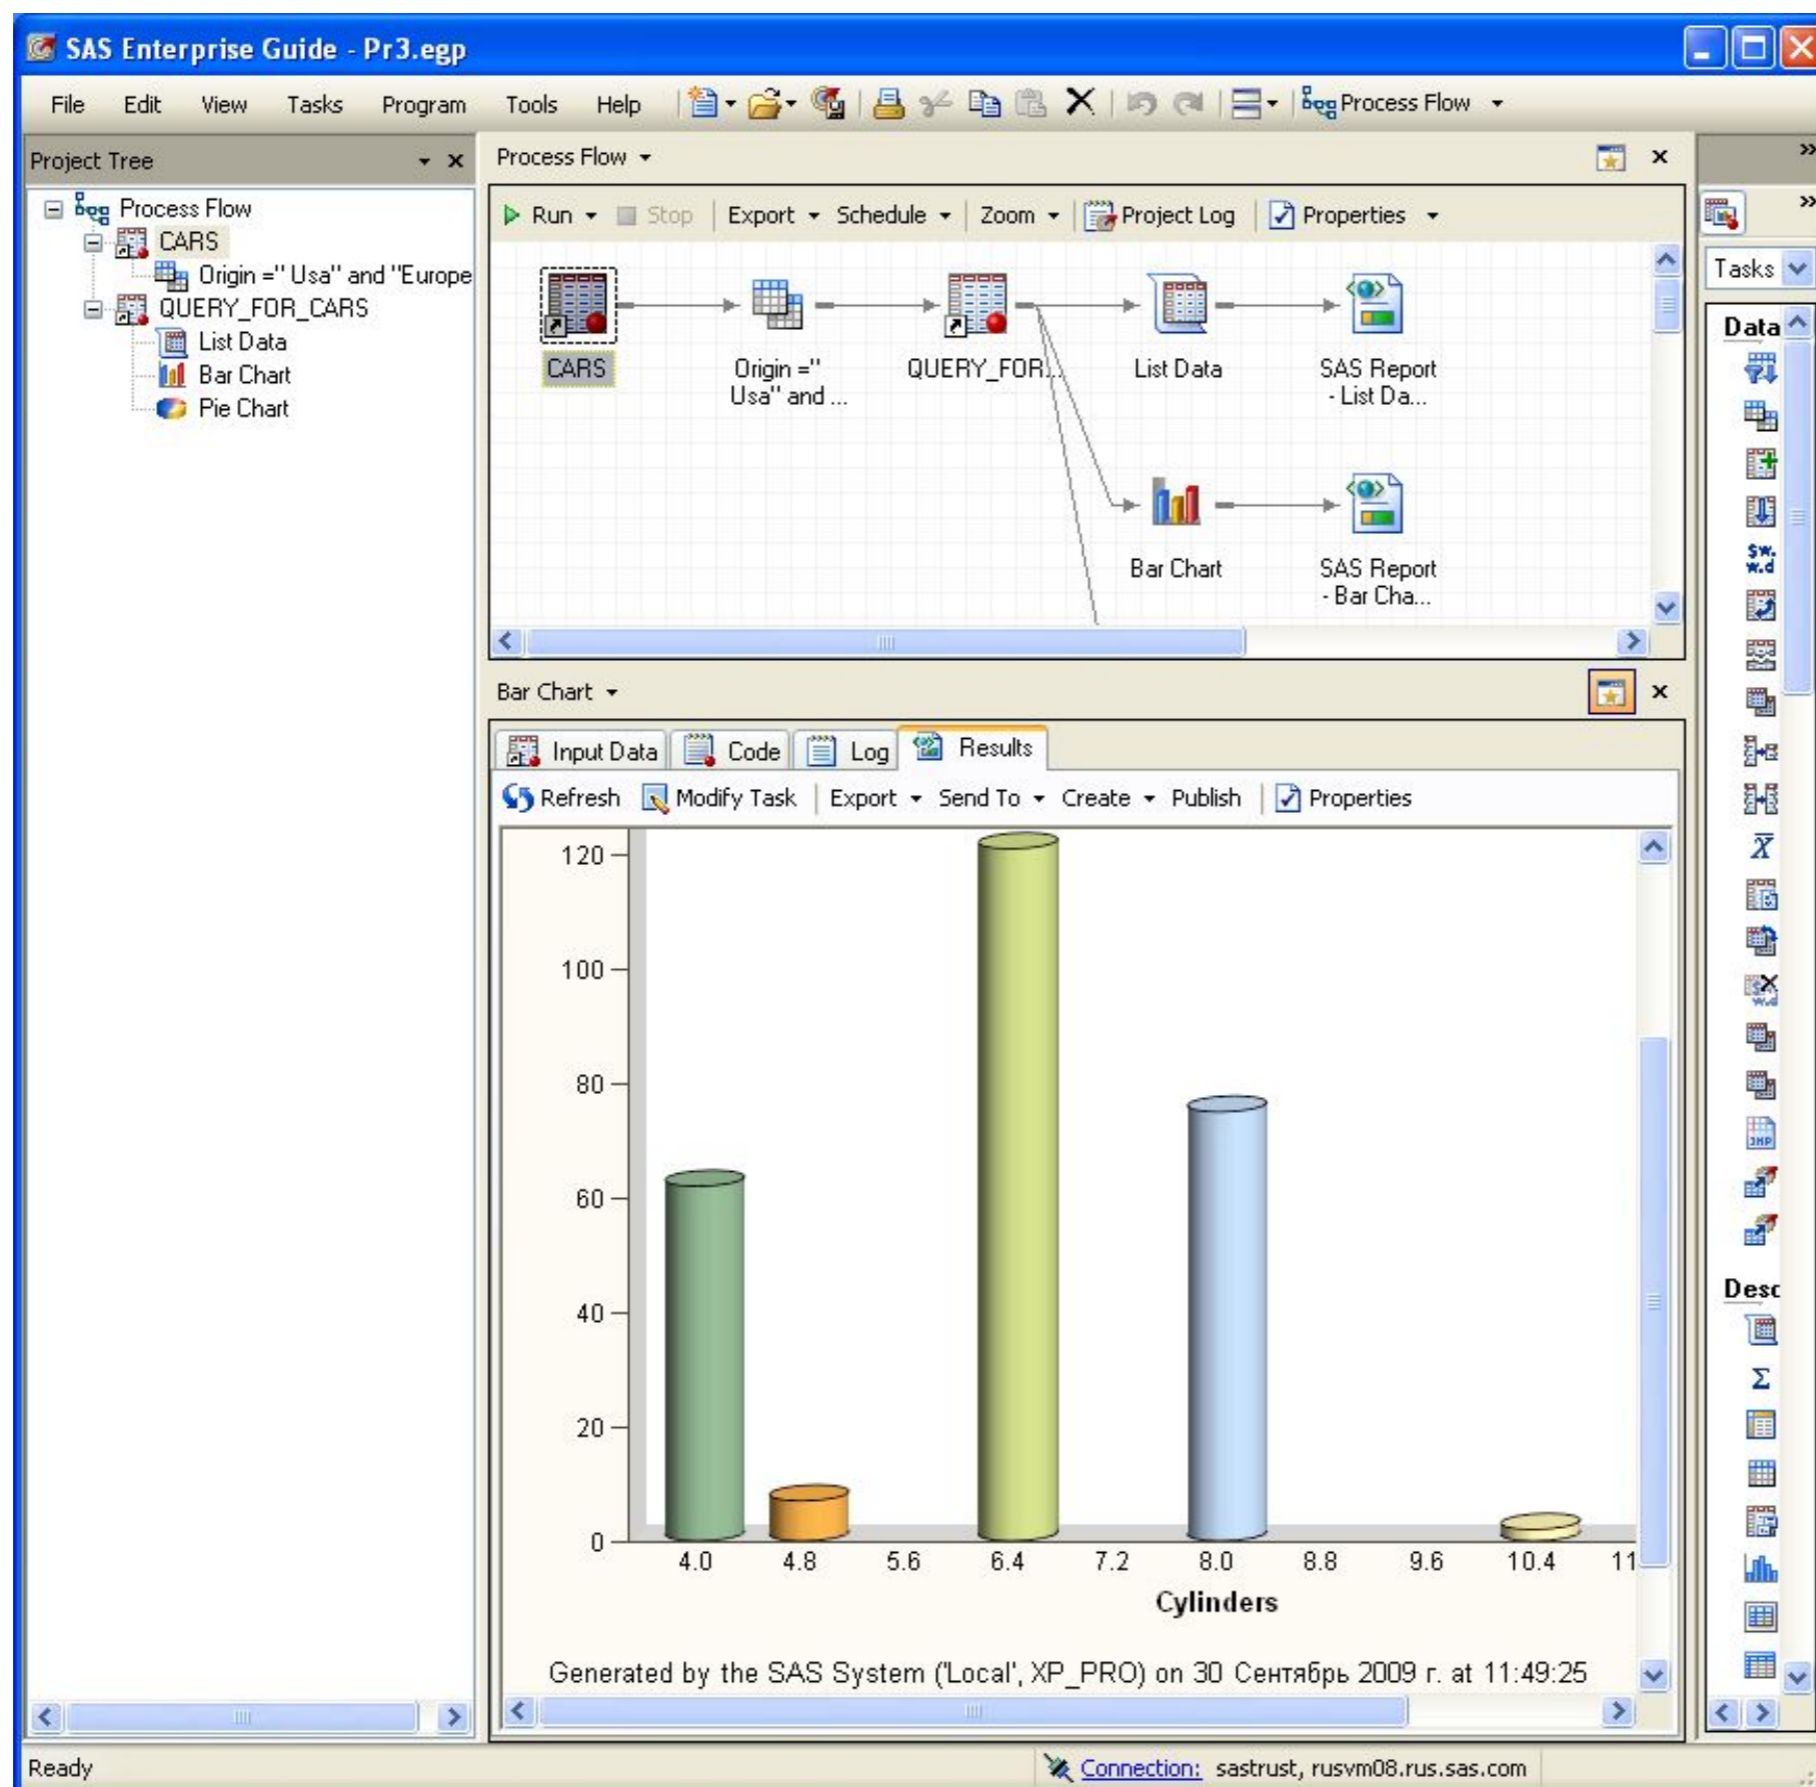 SAS Enterprise Guide - Pr3.egp
File Edit View Tasks Program Tools Help Process Flow
Project Tree
Process Flow
CARS
Origin =" Usa" and "Europe
QUERY_FOR_CARS
List Data
Bar Chart
Pie Chart
Process Flow
Run Stop Export Schedule Zoom Project Log Properties
CARS
Origin ="
Usa" and ...
QUERY_FOR...
List Data
SAS Report
- List Da...
Bar Chart
SAS Report
- Bar Cha...
Bar Chart
Input Data Code Log Results
Refresh Modify Task Export Send To Create Publish Properties
120
100
80
60
40
20
0
4.0 4.8 5.6 6.4 7.2 8.0 8.8 9.6 10.4 11
Cylinders
Generated by the SAS System ('Local', XP_PRO) on 30 Сентябрь 2009 г. at 11:49:25
Tasks
Data
$w.
w.d
X
w.d
JMP
Desc
Σ
Ready
Connection: sastrust, rusvm08.rus.sas.com